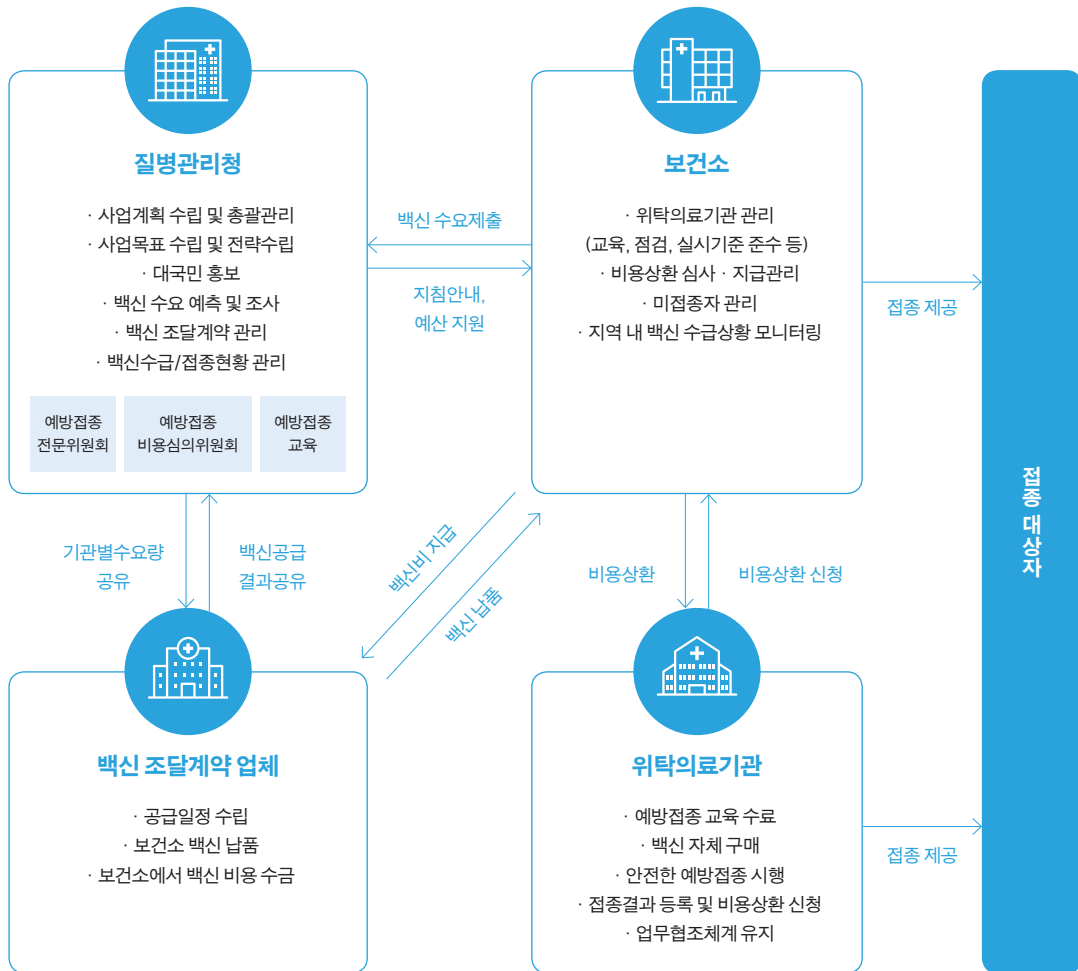 질병관리청
· 사업계획 수립 및 총괄관리
· 사업목표 수립 및 전략수립
· 대국민 홍보
· 백신 수요 예측 및 조사
· 백신 조달계약 관리
· 백신수급/접종현황 관리
예방접종
전문위원회
예방접종
비용심의위원회
예방접종
교육
백신 수요제출
지침안내,
예산 지원
보건소
· 위탁의료기관 관리
(교육, 점검, 실시기준 준수 등)
· 비용상환 심사 · 지급관리
· 미접종자 관리
· 지역 내 백신 수급상황 모니터링
접종 제공
접종 대상자
기관별수요량
공유
백신공급
결과공유
백신비 지급
백신 납품
비용상환
비용상환 신청
백신 조달계약 업체
· 공급일정 수립
· 보건소 백신 납품
· 보건소에서 백신 비용 수금
위탁의료기관
· 예방접종 교육 수료
· 백신 자체 구매
· 안전한 예방접종 시행
· 접종결과 등록 및 비용상환 신청
· 업무협조체계 유지
접종 제공